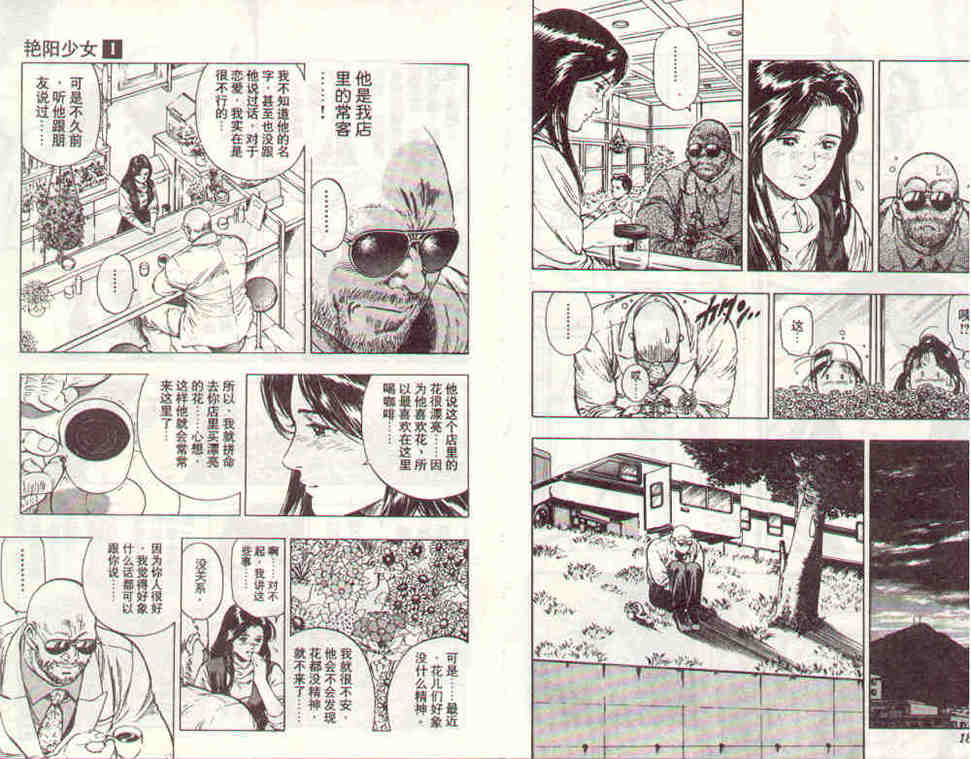 ………
咦!?
这…
ガタン‥
哎…
………
艳阳少女 1
他是我店
里的常客
……！
………
我不知道他的名
字，甚至也没跟
他说过话，对于
恋爱，我实在是
很不行的…
可是不久前
，听他跟朋
友说过……
……
他说这个店里的
花很漂亮……因
为他喜欢花，所
以最喜欢在这里
喝咖啡……
所以，我就拼命
去你店里买漂亮
的花……心想，
这样他就会常常
来这里了…
可是……最近
，花儿们好象
没什么精神。
我就很不安，
他会不会发现
花都没精神，
就不来了……
啊……对不
起，我讲这
些事……
没关系。
因为你人很好
，我觉得好象
什么话都可以
跟你说……
……